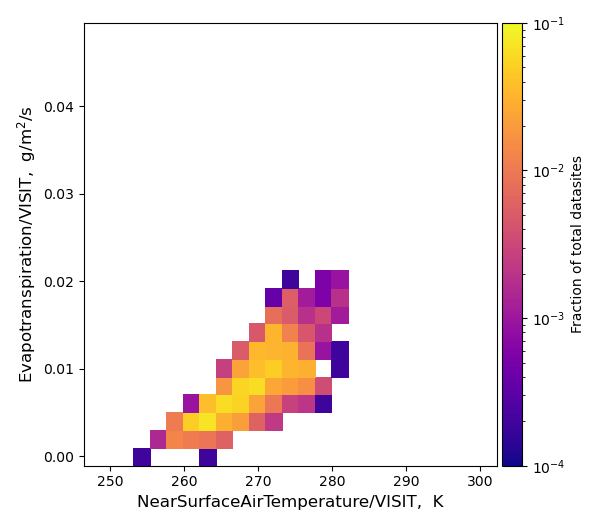 10⁻¹
0.04
10⁻²
0.03
0.02
10⁻³
0.01
0.00
10⁻⁴
250 260 270 280 290 300
Evapotranspiration/VISIT, g/m²/s
NearSurfaceAirTemperature/VISIT, K
Fraction of total datasites